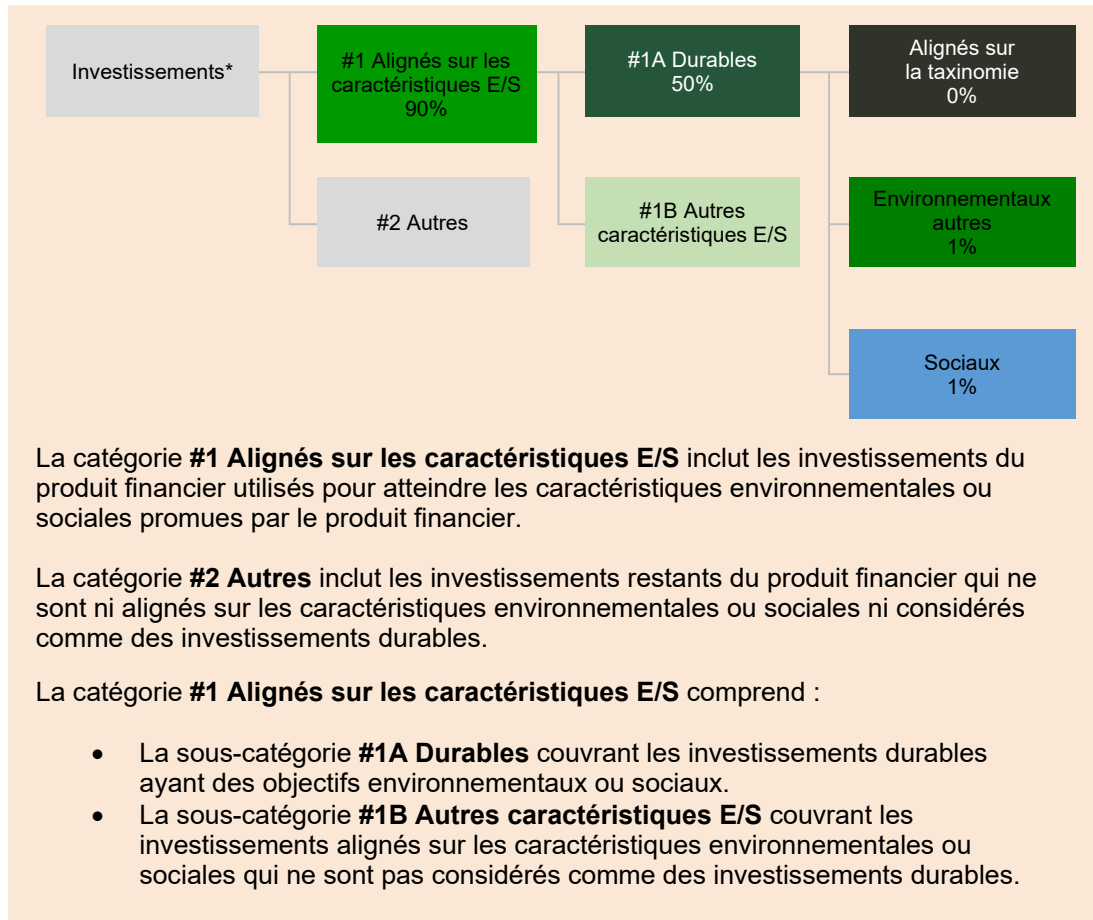 Investissements*
#1 Alignés sur les
caractéristiques E/S
90%
#1A Durables
50%
Alignés sur
la taxinomie
0%
#2 Autres
#1B Autres
caractéristiques E/S
Environnementaux
autres
1%
Sociaux
1%
La catégorie #1 Alignés sur les caractéristiques E/S inclut les investissements du
produit financier utilisés pour atteindre les caractéristiques environnementales ou
sociales promues par le produit financier.
La catégorie #2 Autres inclut les investissements restants du produit financier qui ne
sont ni alignés sur les caractéristiques environnementales ou sociales ni considérés
comme des investissements durables.
La catégorie #1 Alignés sur les caractéristiques E/S comprend :
• La sous-catégorie #1A Durables couvrant les investissements durables
ayant des objectifs environnementaux ou sociaux.
• La sous-catégorie #1B Autres caractéristiques E/S couvrant les
investissements alignés sur les caractéristiques environnementales ou
sociales qui ne sont pas considérés comme des investissements durables.